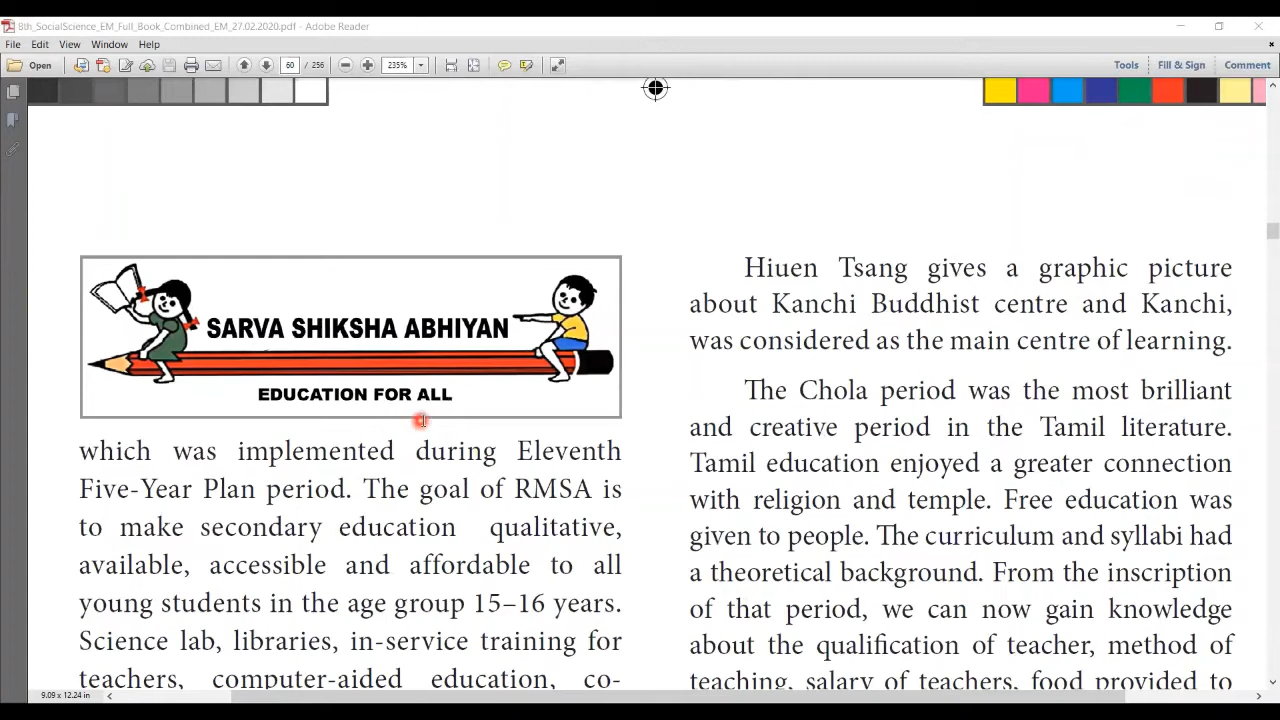 8th_SocialScience_EM_Full_Book_Combined_EM_27.02.2020.pdf - Adobe Reader
File Edit View Window Help
Open 60 / 256 235% Tools Fill & Sign Comment
SARVA SHIKSHA ABHIYAN
EDUCATION FOR ALL
which was implemented during Eleventh
Five-Year Plan period. The goal of RMSA is
to make secondary education qualitative,
available, accessible and affordable to all
young students in the age group 15–16 years.
Science lab, libraries, in-service training for
teachers, computer-aided education, co-
Hiuen Tsang gives a graphic picture
about Kanchi Buddhist centre and Kanchi,
was considered as the main centre of learning.
The Chola period was the most brilliant
and creative period in the Tamil literature.
Tamil education enjoyed a greater connection
with religion and temple. Free education was
given to people. The curriculum and syllabi had
a theoretical background. From the inscription
of that period, we can now gain knowledge
about the qualification of teacher, method of
teaching, salary of teachers, food provided to
9.09 x 12.24 in